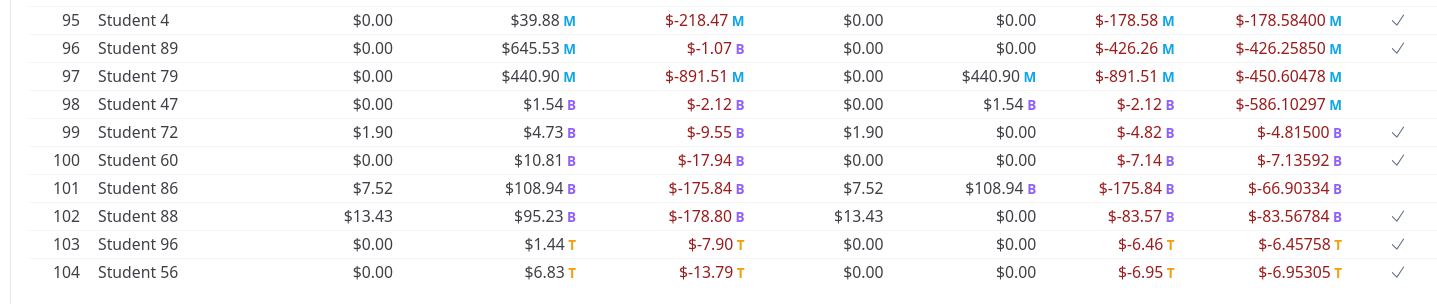 95 Student 4 $0.00 $39.88 M $-218.47 M $0.00 $0.00 $-178.58 M $-178.58400 M ✓
96 Student 89 $0.00 $645.53 M $-1.07 B $0.00 $0.00 $-426.26 M $-426.25850 M ✓
97 Student 79 $0.00 $440.90 M $-891.51 M $0.00 $440.90 M $-891.51 M $-450.60478 M
98 Student 47 $0.00 $1.54 B $-2.12 B $0.00 $1.54 B $-2.12 B $-586.10297 M
99 Student 72 $1.90 $4.73 B $-9.55 B $1.90 $0.00 $-4.82 B $-4.81500 B ✓
100 Student 60 $0.00 $10.81 B $-17.94 B $0.00 $0.00 $-7.14 B $-7.13592 B ✓
101 Student 86 $7.52 $108.94 B $-175.84 B $7.52 $108.94 B $-175.84 B $-66.90334 B
102 Student 88 $13.43 $95.23 B $-178.80 B $13.43 $0.00 $-83.57 B $-83.56784 B ✓
103 Student 96 $0.00 $1.44 T $-7.90 T $0.00 $0.00 $-6.46 T $-6.45758 T ✓
104 Student 56 $0.00 $6.83 T $-13.79 T $0.00 $0.00 $-6.95 T $-6.95305 T ✓